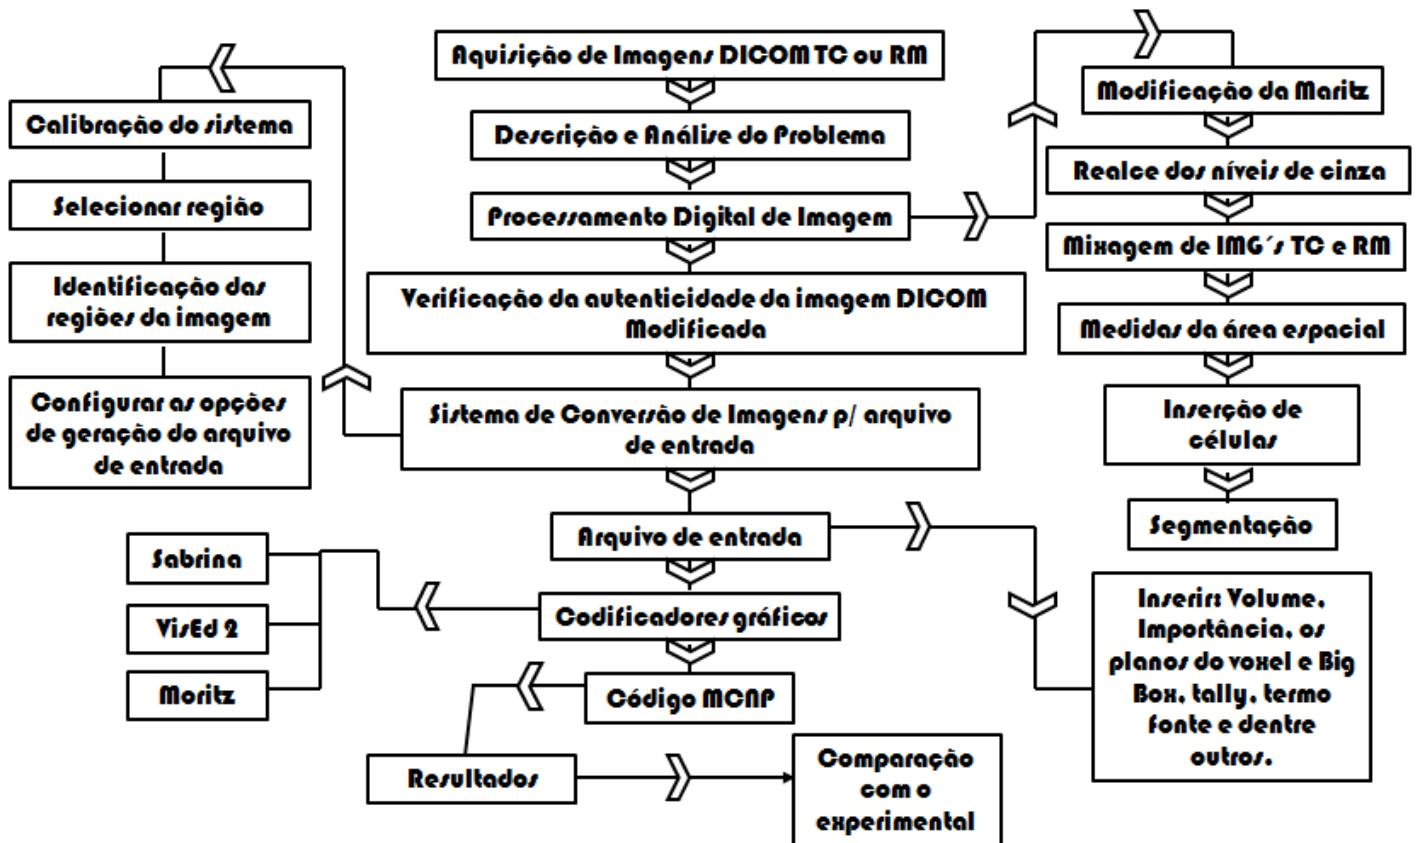 Aquisição de Imagens DICOM TC ou RM
Descrição e Análise do Problema
Processamento Digital de Imagem
Verificação da autenticidade da imagem DICOM
Modificada
Sistema de Conversão de Imagens p/ arquivo
de entrada
Arquivo de entrada
Codificadores gráficos
Código MCNP
Resultados
Comparação
com o
experimental
Calibração do sistema
Selecionar região
Identificação das
regiões da imagem
Configurar as opções
de geração do arquivo
de entrada
Sabrina
VisEd 2
Moritz
Modificação da Maritz
Realce dos níveis de cinza
Mixagem de IMG´s TC e RM
Medidas da área espacial
Inserção de
células
Segmentação
Inserir: Volume,
Importância, os
planos do voxel e Big
Box, tally, termo
fonte e dentre
outros.